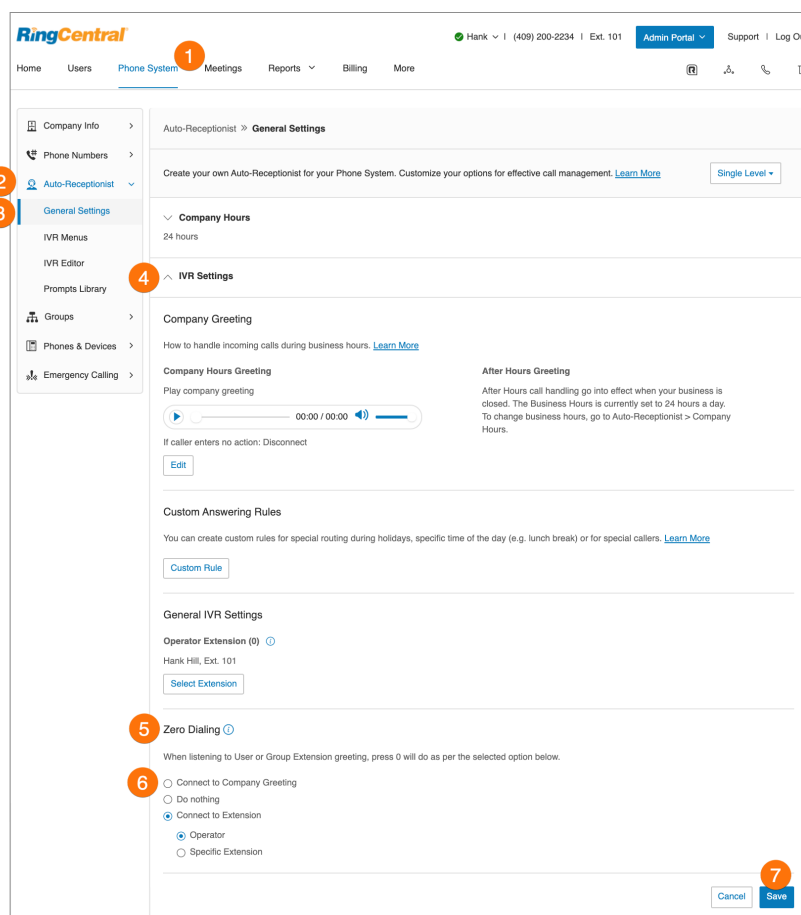 RingCentral
Hank | (409) 200-2234 | Ext. 101 Admin Portal Support | Log Ou
1
Home Users Phone System Meetings Reports Billing More
Company Info
Phone Numbers
2
Auto-Receptionist
3
General Settings
IVR Menus
IVR Editor
Prompts Library
Groups
Phones & Devices
Emergency Calling
Auto-Receptionist » General Settings
Create your own Auto-Receptionist for your Phone System. Customize your options for effective call management. Learn More Single Level
Company Hours
24 hours
4 IVR Settings
Company Greeting
How to handle incoming calls during business hours. Learn More
Company Hours Greeting
Play company greeting
00:00 / 00:00
If caller enters no action: Disconnect
Edit
After Hours Greeting
After Hours call handling go into effect when your business is
closed. The Business Hours is currently set to 24 hours a day.
To change business hours, go to Auto-Receptionist > Company
Hours.
Custom Answering Rules
You can create custom rules for special routing during holidays, specific time of the day (e.g. lunch break) or for special callers. Learn More
Custom Rule
General IVR Settings
Operator Extension (0)
Hank Hill, Ext. 101
Select Extension
5 Zero Dialing
When listening to User or Group Extension greeting, press 0 will do as per the selected option below.
6 Connect to Company Greeting
Do nothing
Connect to Extension
Operator
Specific Extension
7
Cancel Save